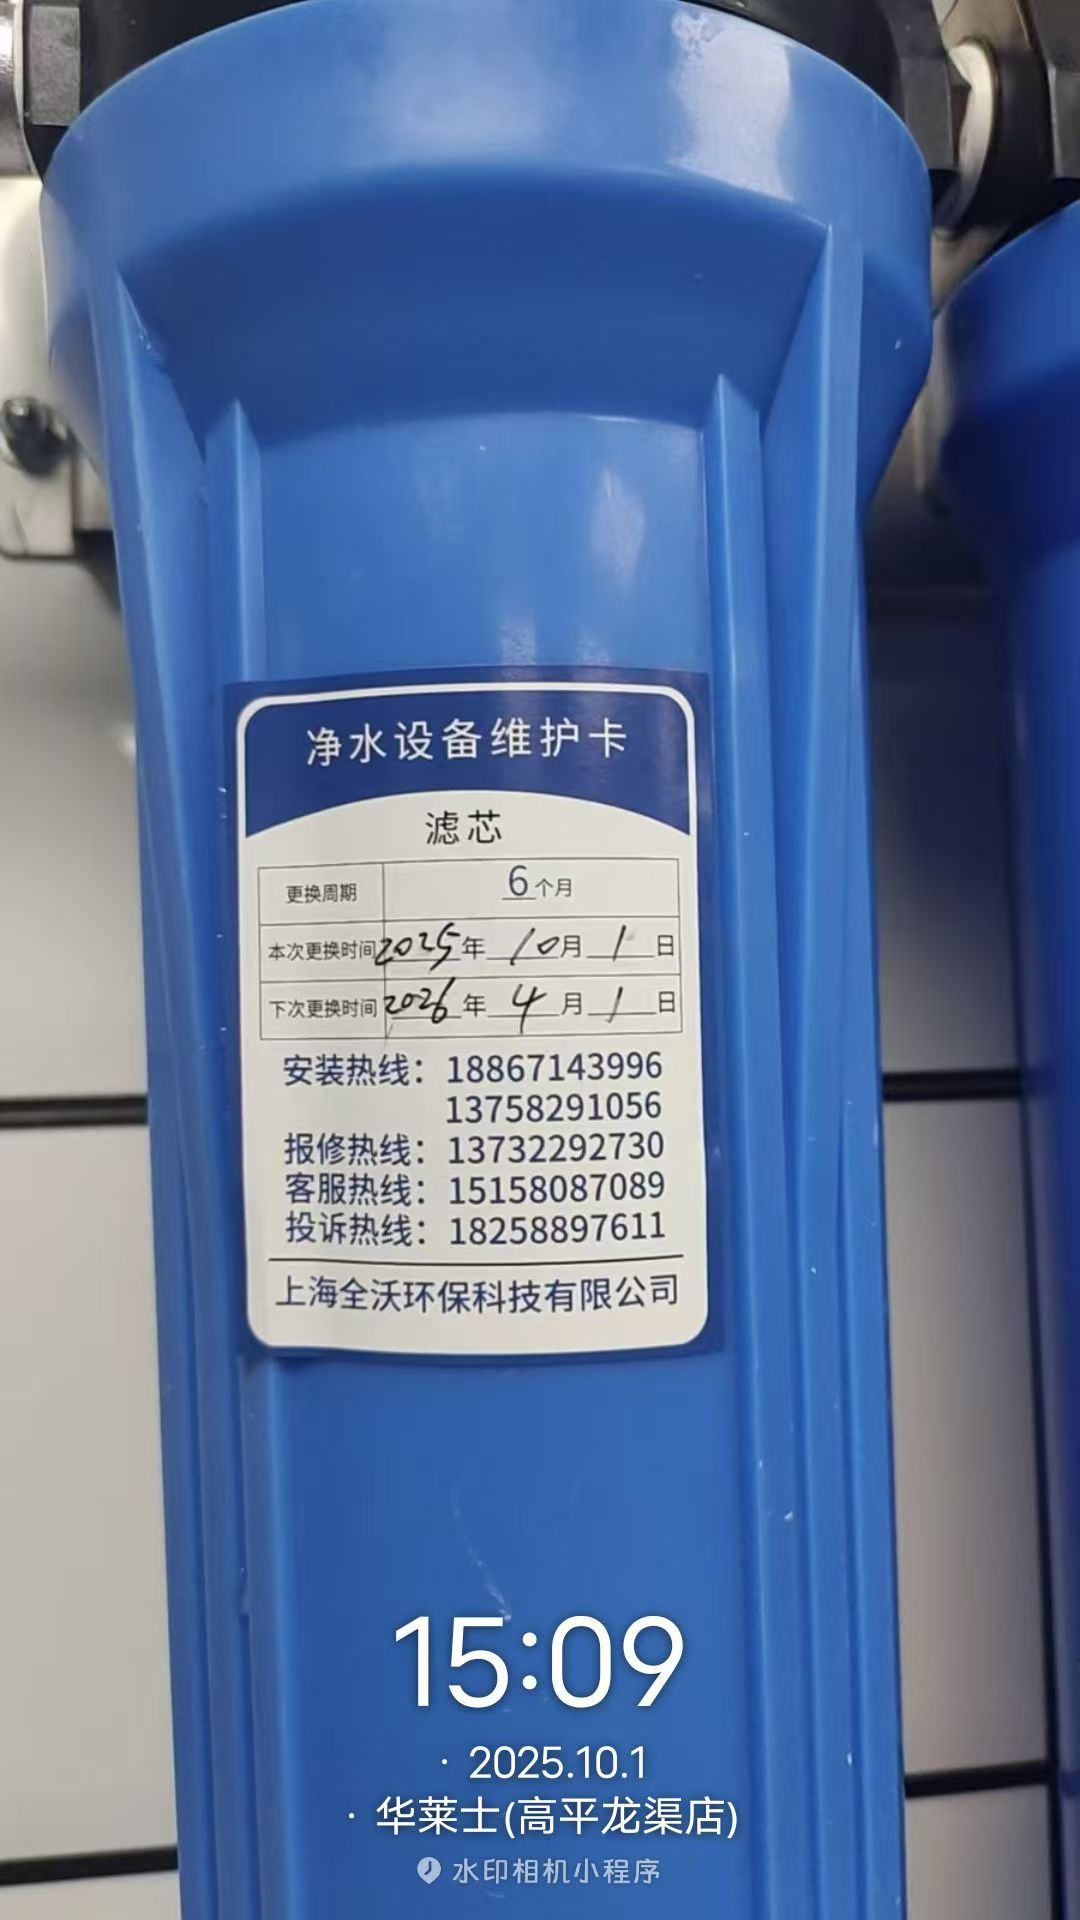 净水设备维护卡
滤芯
更换周期 6个月
本次更换时间 2025年 10月 1日
下次更换时间 2026年 4月 1日
安装热线：18867143996
13758291056
报修热线：13732292730
客服热线：15158087089
投诉热线：18258897611
上海全沃环保科技有限公司
15:09
· 2025.10.1
· 华莱士(高平龙渠店)
水印相机小程序